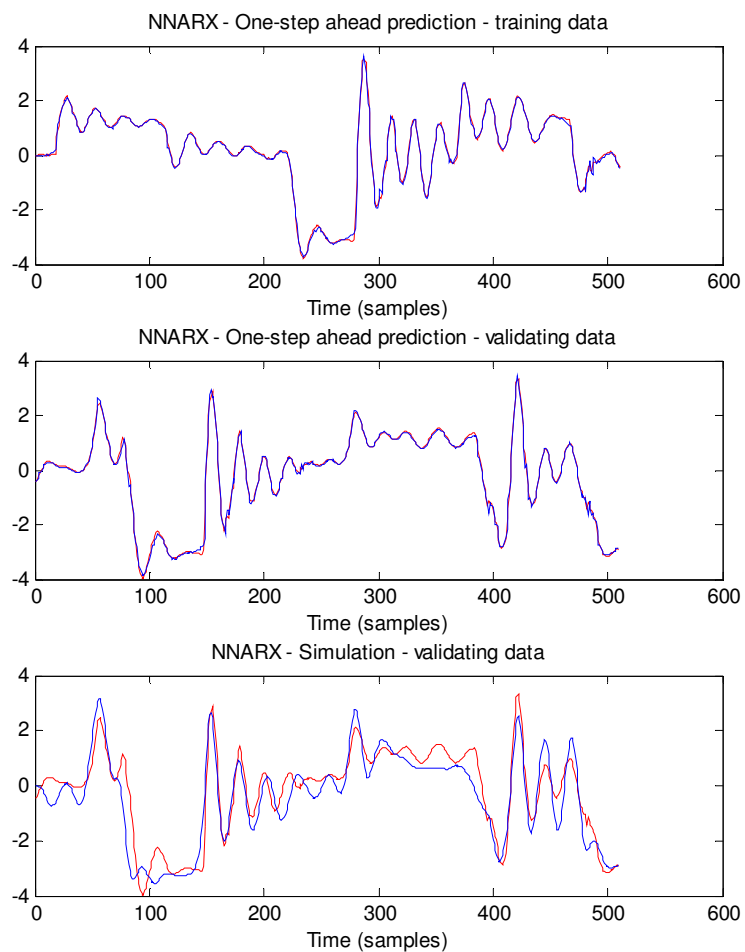 NNARX - One-step ahead prediction - training data
4
2
0
-2
-4
0 100 200 300 400 500 600
Time (samples)
NNARX - One-step ahead prediction - validating data
4
2
0
-2
-4
0 100 200 300 400 500 600
Time (samples)
NNARX - Simulation - validating data
4
2
0
-2
-4
0 100 200 300 400 500 600
Time (samples)